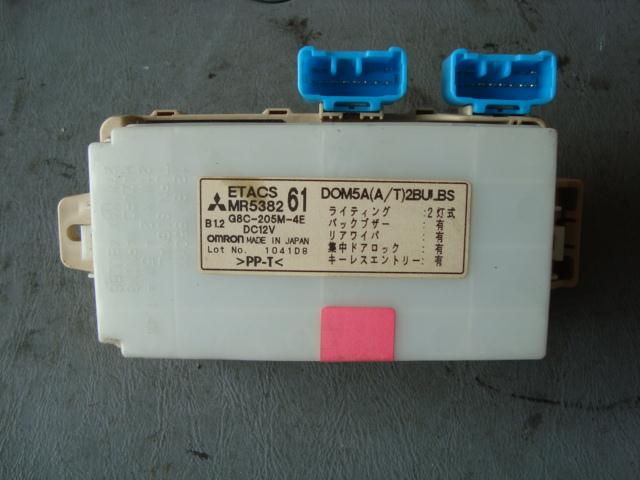 ETACS
MR5382 61
B1.2 G8C-205M-4E
DC12V
omron MADE IN JAPAN
Lot No. 1041D8
>PP-T<
DOM5A(A/T)2BULBS
ライティング :2灯式
バックブザー :有
リアワイパ :有
集中ドアロック :有
キーレスエントリー:有